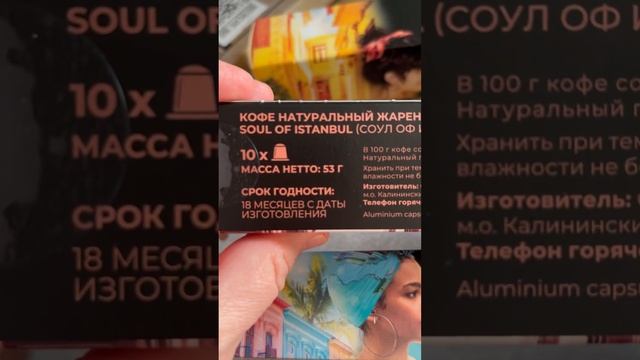 КОФЕ НАТУРАЛЬНЫЙ ЖАРЕН
SOUL OF ISTANBUL (СОУЛ ОФ И
10 x
МАССА НЕТТО: 53 Г
СРОК ГОДНОСТИ:
18 МЕСЯЦЕВ С ДАТЫ
ИЗГОТОВЛЕНИЯ
В 100 г кофе со
Натуральный
Хранить при тем
влажности не б
Изготовитель:
м.о. Калинински
Телефон горяч
Aluminium caps